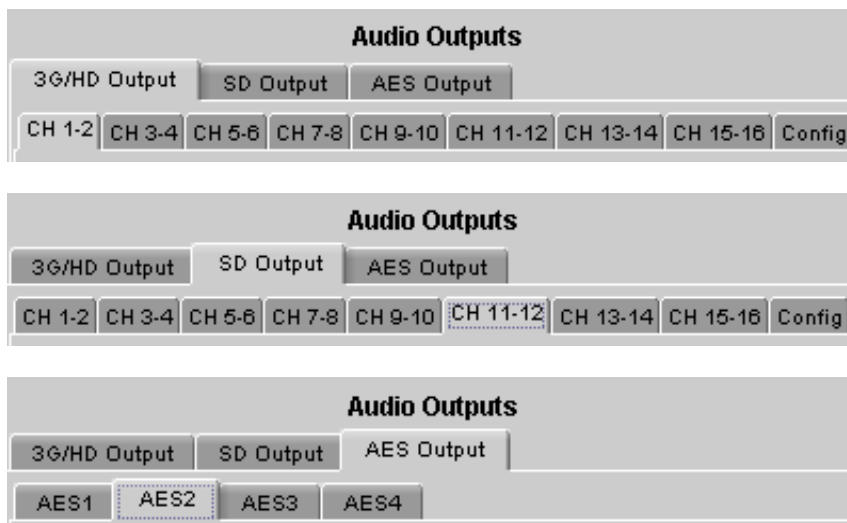 Audio Outputs
3G/HD Output SD Output AES Output
CH 1-2 CH 3-4 CH 5-6 CH 7-8 CH 9-10 CH 11-12 CH 13-14 CH 15-16 Config
Audio Outputs
3G/HD Output SD Output AES Output
CH 1-2 CH 3-4 CH 5-6 CH 7-8 CH 9-10 CH 11-12 CH 13-14 CH 15-16 Config
Audio Outputs
3G/HD Output SD Output AES Output
AES1 AES2 AES3 AES4